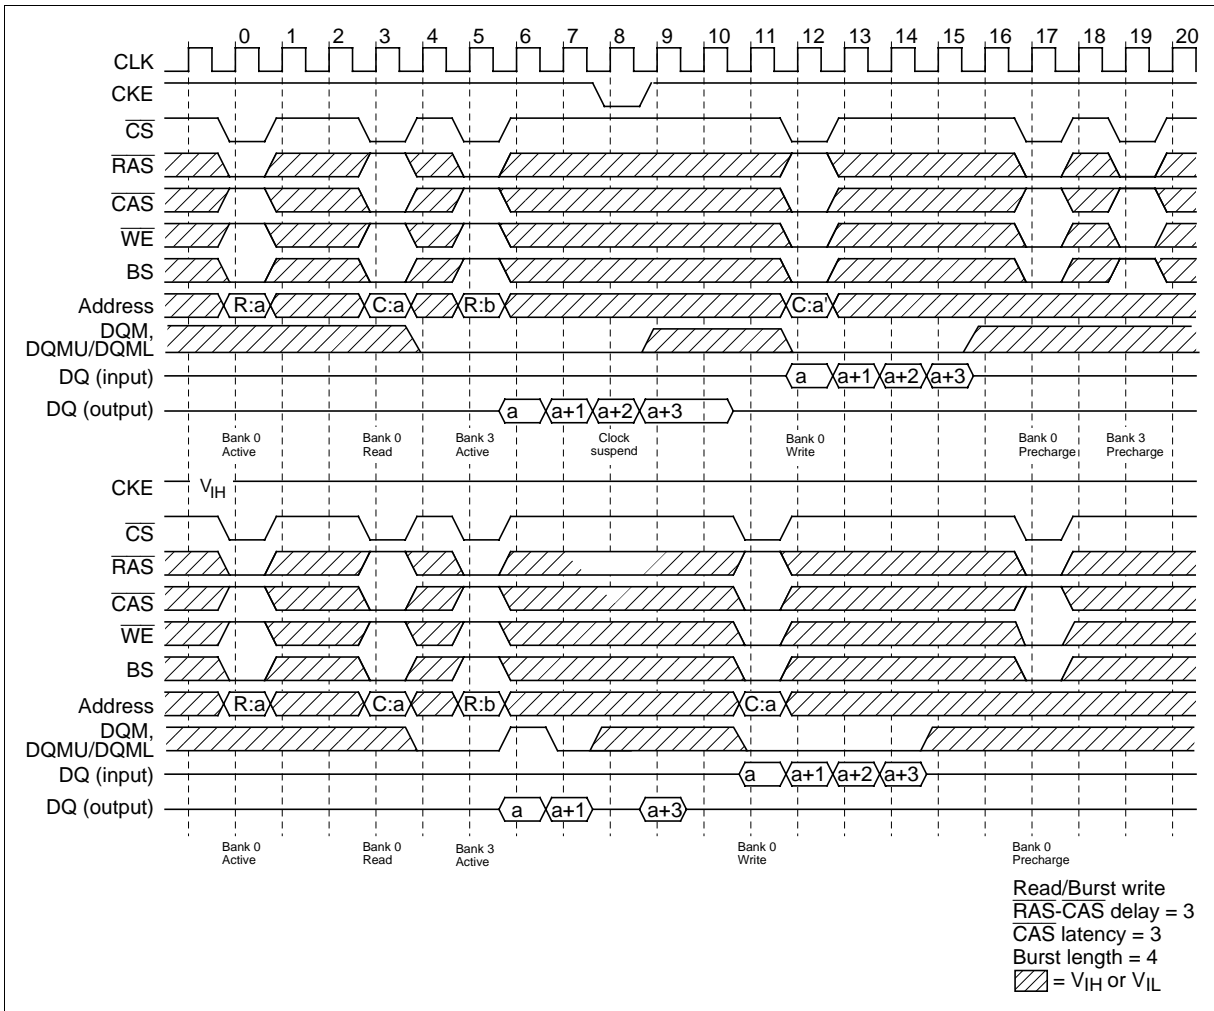 0 1 2 3 4 5 6 7 8 9 10 11 12 13 14 15 16 17 18 19 20
CLK
CKE
CS
RAS
CAS
WE
BS
Address R:a C:a R:b C:a'
DQM,
DQMU/DQML
DQ (input) a a+1 a+2 a+3
DQ (output) a a+1 a+2 a+3
Bank 0 Active
Bank 0 Read
Bank 3 Active
Clock suspend
Bank 0 Write
Bank 0 Precharge
Bank 3 Precharge
CKE VIH
CS
RAS
CAS
WE
BS
Address R:a C:a R:b C:a
DQM,
DQMU/DQML
DQ (input) a a+1 a+2 a+3
DQ (output) a a+1 a+3
Bank 0 Active
Bank 0 Read
Bank 3 Active
Bank 0 Write
Bank 0 Precharge
Read/Burst write
RAS-CAS delay = 3
CAS latency = 3
Burst length = 4
= VIH or VIL